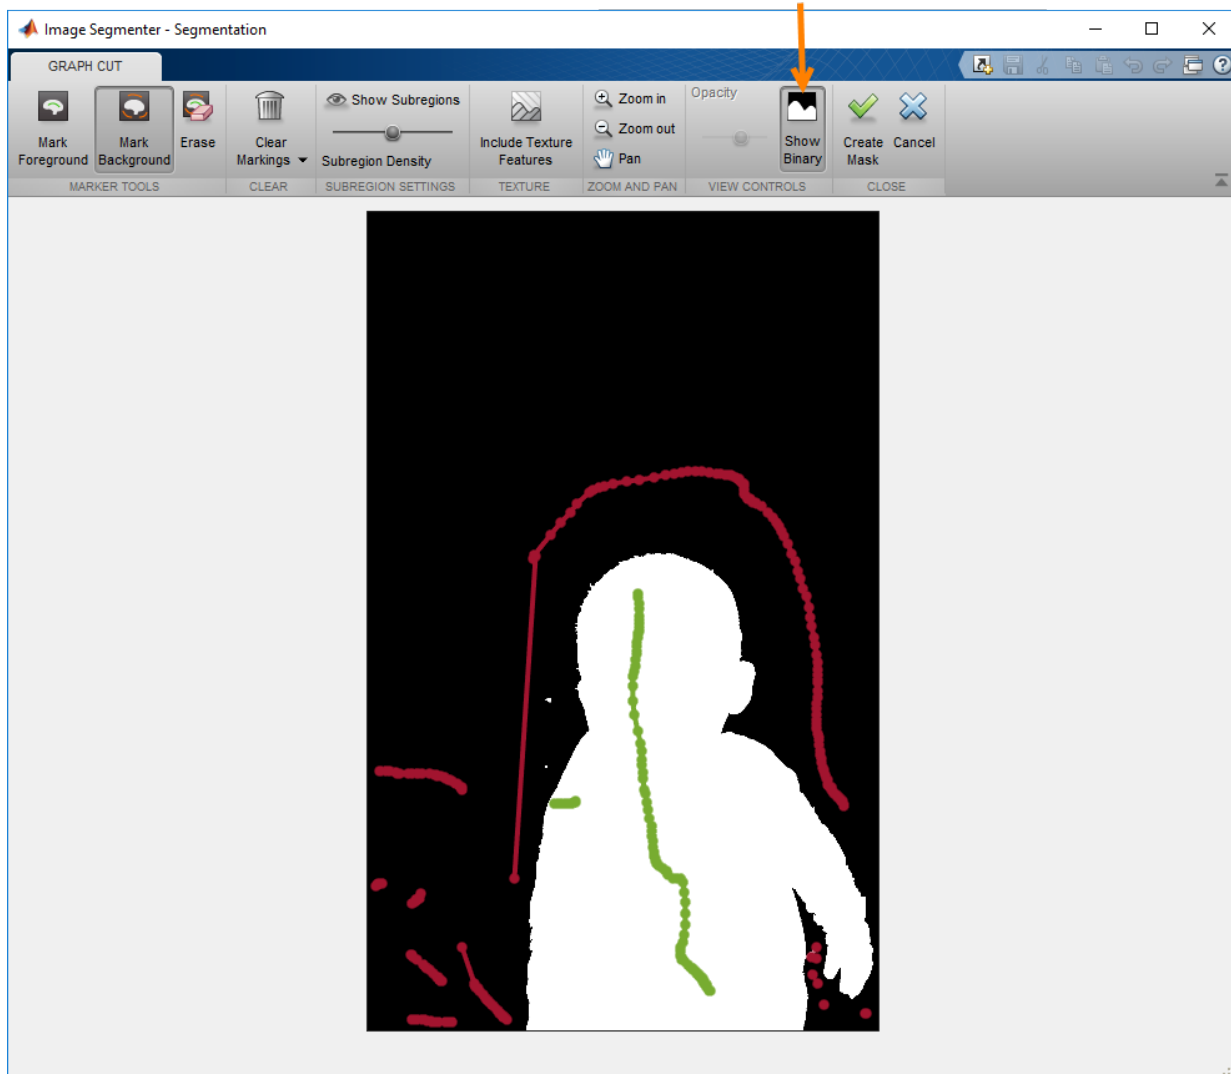 Image Segmenter - Segmentation
GRAPH CUT
Mark
Foreground
Mark
Background
Erase
Clear
Markings
Show Subregions
Subregion Density
Include Texture
Features
Zoom in
Zoom out
Pan
Opacity
Show
Binary
Create
Mask
Cancel
MARKER TOOLS
CLEAR
SUBREGION SETTINGS
TEXTURE
ZOOM AND PAN
VIEW CONTROLS
CLOSE